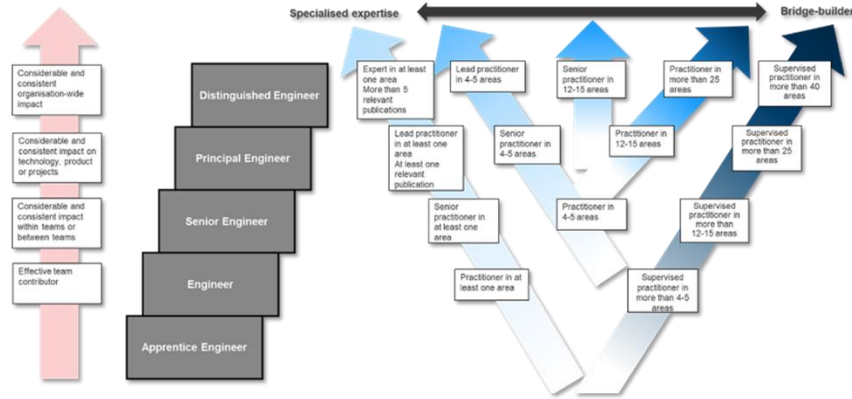 Specialised expertise
Bridge-builder
Considerable and
consistent
organisation-wide
impact
Considerable and
consistent impact on
technology, product
or projects
Considerable and
consistent impact
within teams or
between teams
Effective team
contributor
Distinguished Engineer
Principal Engineer
Senior Engineer
Engineer
Apprentice Engineer
Expert in at least
one area
More than 5
relevant
publications
Lead practitioner
in 4-5 areas
Senior
practitioner in
12-15 areas
Practitioner in
more than 25
areas
Supervised
practitioner in
more than 40
areas
Lead practitioner
in at least one
area
At least one
relevant
publication
Senior
practitioner in
4-5 areas
Practitioner in
12-15 areas
Supervised
practitioner in
more than 25
areas
Senior
practitioner in
at least one
area
Practitioner in
4-5 areas
Supervised
practitioner in
more than
12-15 areas
Practitioner in at
least one area
Supervised
practitioner in
more than 4-5
areas